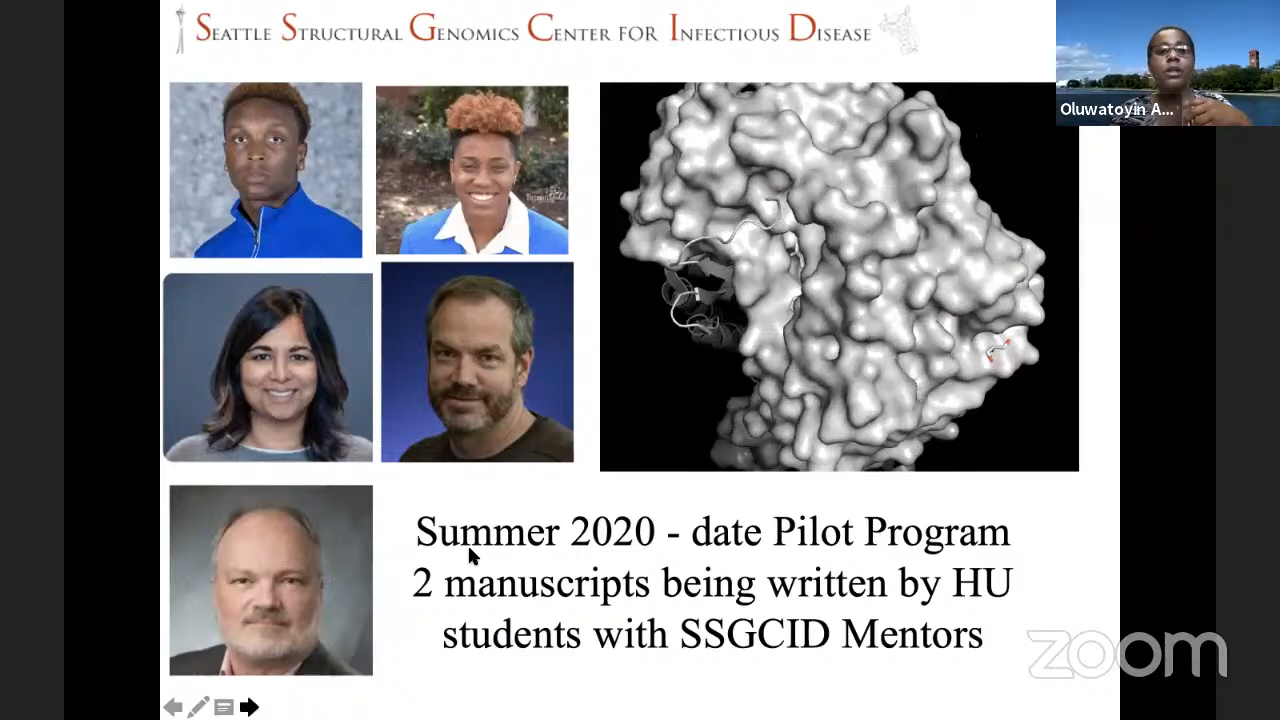 SEATTLE STRUCTURAL GENOMICS CENTER FOR INFECTIOUS DISEASE
Oluwatoyin A...
Summer 2020 - date Pilot Program
2 manuscripts being written by HU
students with SSGCID Mentors
zoom